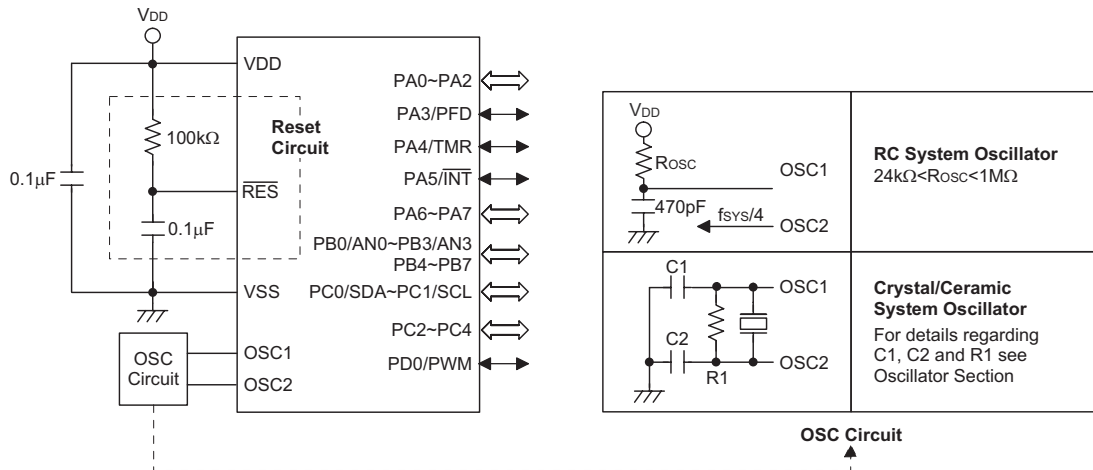 VDD
VDD
PA0~PA2
PA3/PFD
Reset
Circuit
100kΩ
PA4/TMR
0.1μF
RES
PA5/INT
PA6~PA7
0.1μF
PB0/AN0~PB3/AN3
PB4~PB7
VSS
PC0/SDA~PC1/SCL
PC2~PC4
OSC
Circuit
OSC1
OSC2
PD0/PWM
VDD
ROSC
OSC1
470pF
fSYS/4
OSC2
RC System Oscillator
24kΩ<ROSC<1MΩ
C1
OSC1
C2
OSC2
R1
Crystal/Ceramic
System Oscillator
For details regarding
C1, C2 and R1 see
Oscillator Section
OSC Circuit